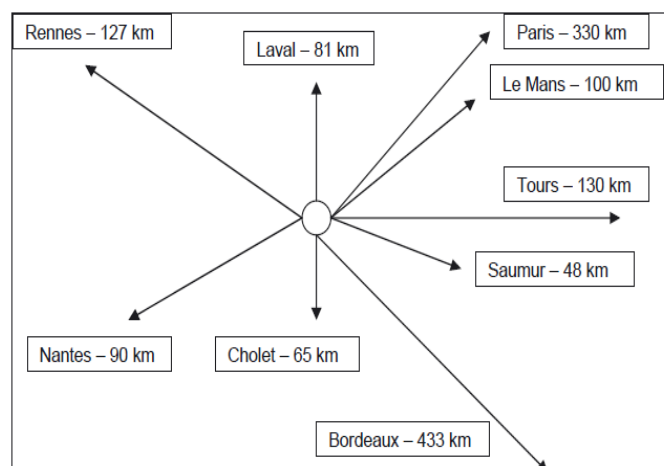 Rennes – 127 km
Laval – 81 km
Paris – 330 km
Le Mans – 100 km
Tours – 130 km
Saumur – 48 km
Nantes – 90 km
Cholet – 65 km
Bordeaux – 433 km